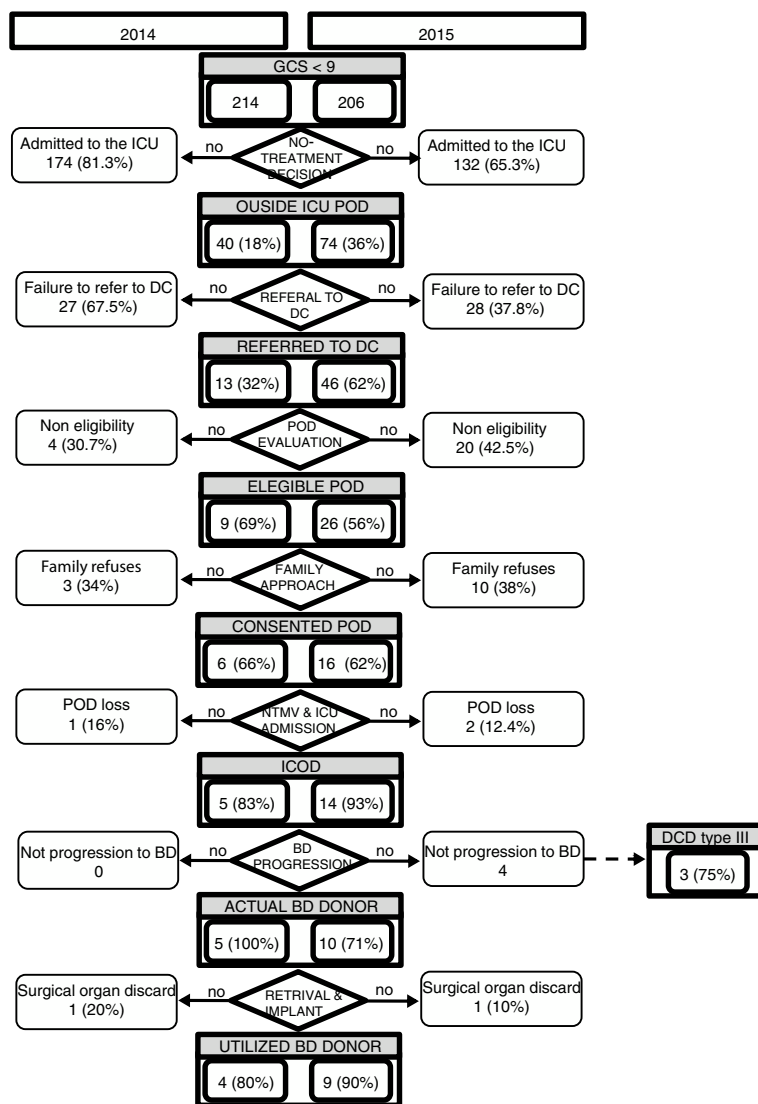 2014
2015
GCS < 9
214
206
Admitted to the ICU
174 (81.3%)
no
NO-
TREATMENT
DECISION
no
Admitted to the ICU
132 (65.3%)
OUSIDE ICU POD
40 (18%)
74 (36%)
Failure to refer to DC
27 (67.5%)
no
REFERAL TO
DC
no
Failure to refer to DC
28 (37.8%)
REFERRED TO DC
13 (32%)
46 (62%)
Non eligibility
4 (30.7%)
no
POD
EVALUATION
no
Non eligibility
20 (42.5%)
ELEGIBLE POD
9 (69%)
26 (56%)
Family refuses
3 (34%)
no
FAMILY
APPROACH
no
Family refuses
10 (38%)
CONSENTED POD
6 (66%)
16 (62%)
POD loss
1 (16%)
no
NTMV & ICU
ADMISSION
no
POD loss
2 (12.4%)
ICOD
5 (83%)
14 (93%)
Not progression to BD
0
no
BD
PROGRESSION
no
Not progression to BD
4
DCD type III
3 (75%)
ACTUAL BD DONOR
5 (100%)
10 (71%)
Surgical organ discard
1 (20%)
no
RETRIVAL &
IMPLANT
no
Surgical organ discard
1 (10%)
UTILIZED BD DONOR
4 (80%)
9 (90%)